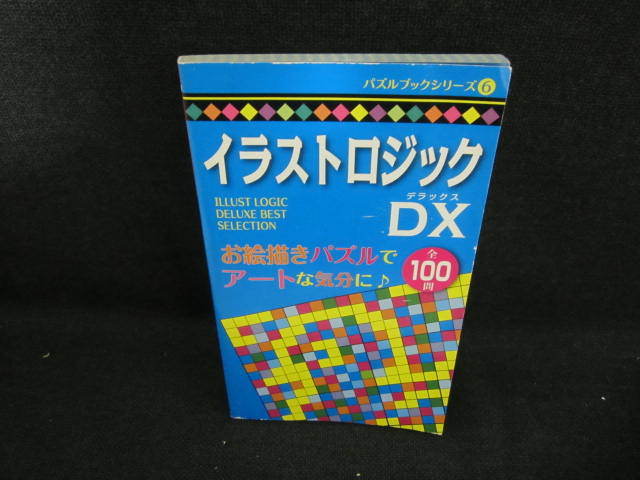 パズルブックシリーズ6
イラストロジック
デラックス
DX
ILLUST LOGIC
DELUXE BEST
SELECTION
お絵描きパズルで
アートな気分に♪
全
100
問